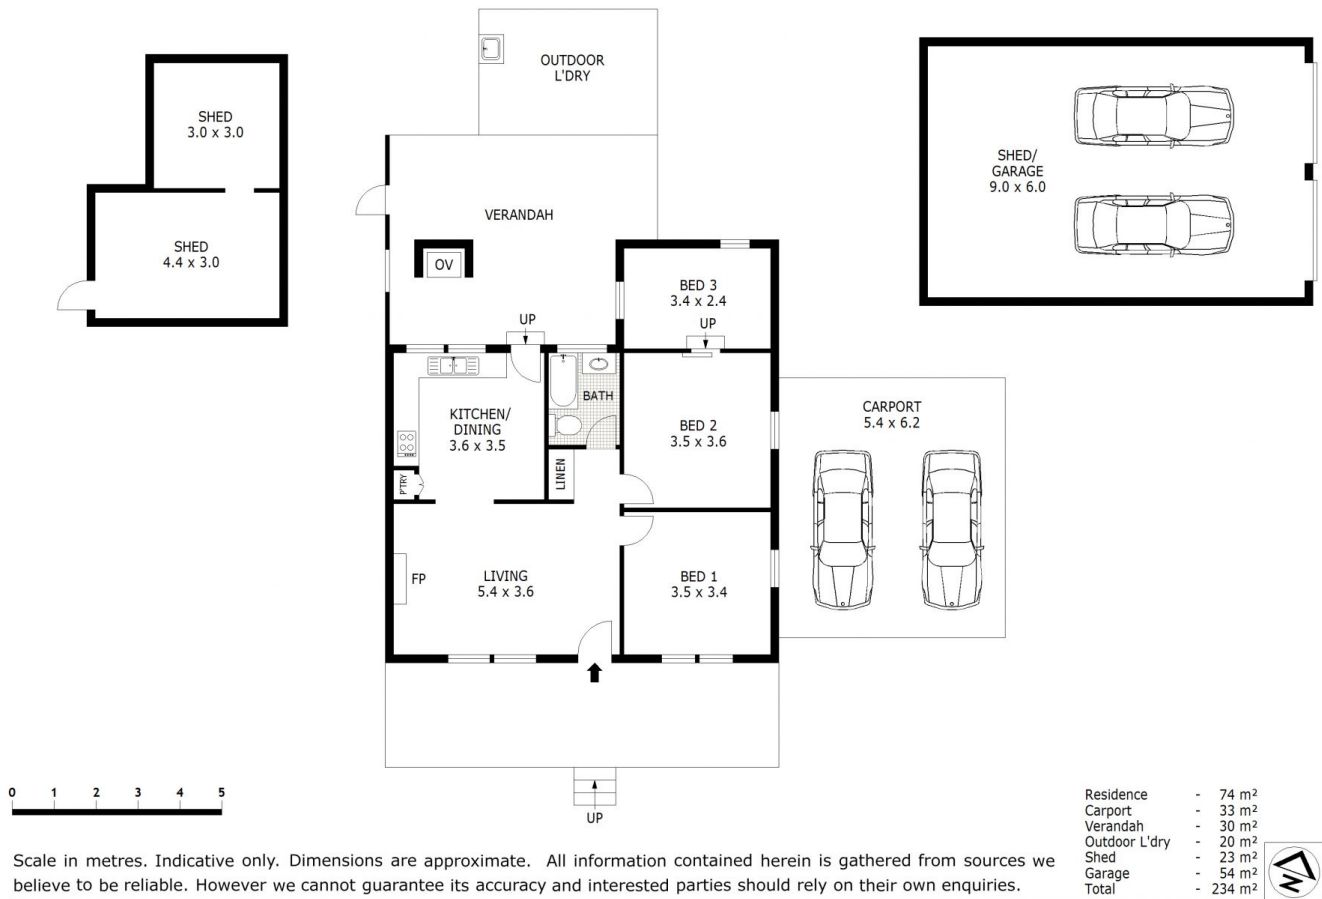 OUTDOOR
L'DRY
SHED
3.0 x 3.0
SHED
4.4 x 3.0
VERANDAH
OV
UP
BED 3
3.4 x 2.4
UP
SHED/
GARAGE
9.0 x 6.0
KITCHEN/
DINING
3.6 x 3.5
BATH
BED 2
3.5 x 3.6
CARPORT
5.4 x 6.2
P'TRY
LINEN
FP
LIVING
5.4 x 3.6
BED 1
3.5 x 3.4
UP
0 1 2 3 4 5
Residence - 74 m²
Carport - 33 m²
Verandah - 30 m²
Outdoor L'dry - 20 m²
Shed - 23 m²
Garage - 54 m²
Total - 234 m²
N
Scale in metres. Indicative only. Dimensions are approximate. All information contained herein is gathered from sources we
believe to be reliable. However we cannot guarantee its accuracy and interested parties should rely on their own enquiries.